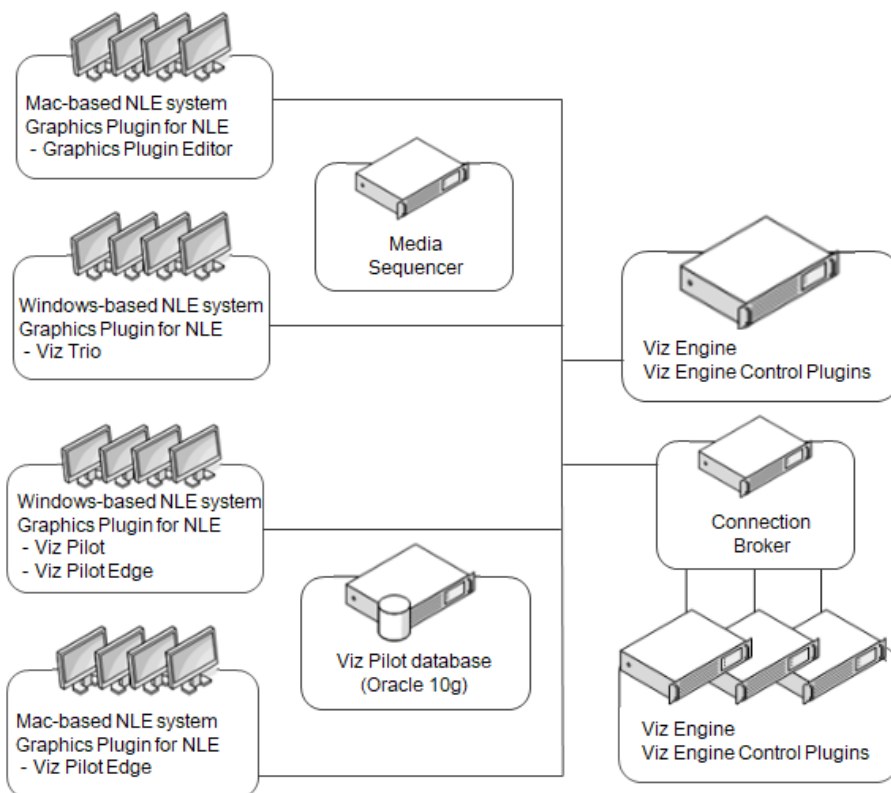 Mac-based NLE system
Graphics Plugin for NLE
- Graphics Plugin Editor
Media
Sequencer
Windows-based NLE system
Graphics Plugin for NLE
- Viz Trio
Viz Engine
Viz Engine Control Plugins
Windows-based NLE system
Graphics Plugin for NLE
- Viz Pilot
- Viz Pilot Edge
Connection
Broker
Viz Pilot database
(Oracle 10g)
Mac-based NLE system
Graphics Plugin for NLE
- Viz Pilot Edge
Viz Engine
Viz Engine Control Plugins